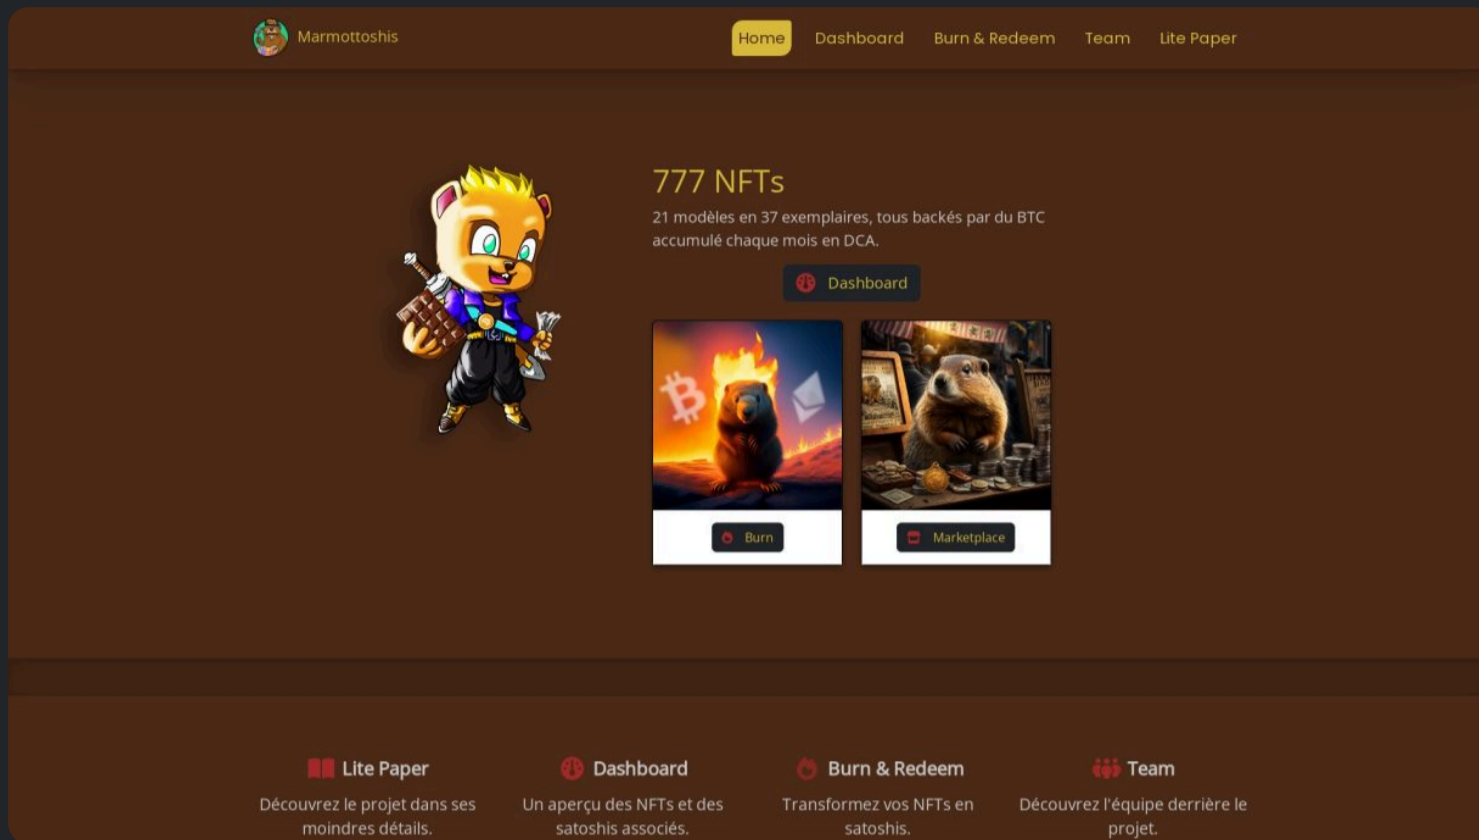 Marmottoshis
Home Dashboard Burn & Redeem Team Lite Paper
777 NFTs
21 modèles en 37 exemplaires, tous backés par du BTC
accumulé chaque mois en DCA.
Dashboard
Burn
Marketplace
Lite Paper
Découvrez le projet dans ses
moindres détails.
Dashboard
Un aperçu des NFTs et des
satoshis associés.
Burn & Redeem
Transformez vos NFTs en
satoshis.
Team
Découvrez l'équipe derrière le
projet.